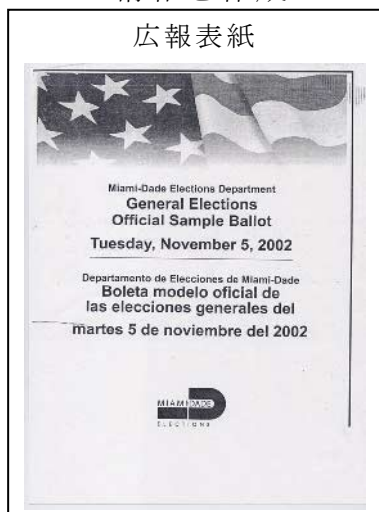 広報表紙
Miami-Dade Elections Department
General Elections
Official Sample Ballot
Tuesday, November 5, 2002
Departamento de Elecciones de Miami-Dade
Boleta modelo oficial de
las elecciones generales del
martes 5 de noviembre del 2002
MIAMI DADE
ELECTIONS